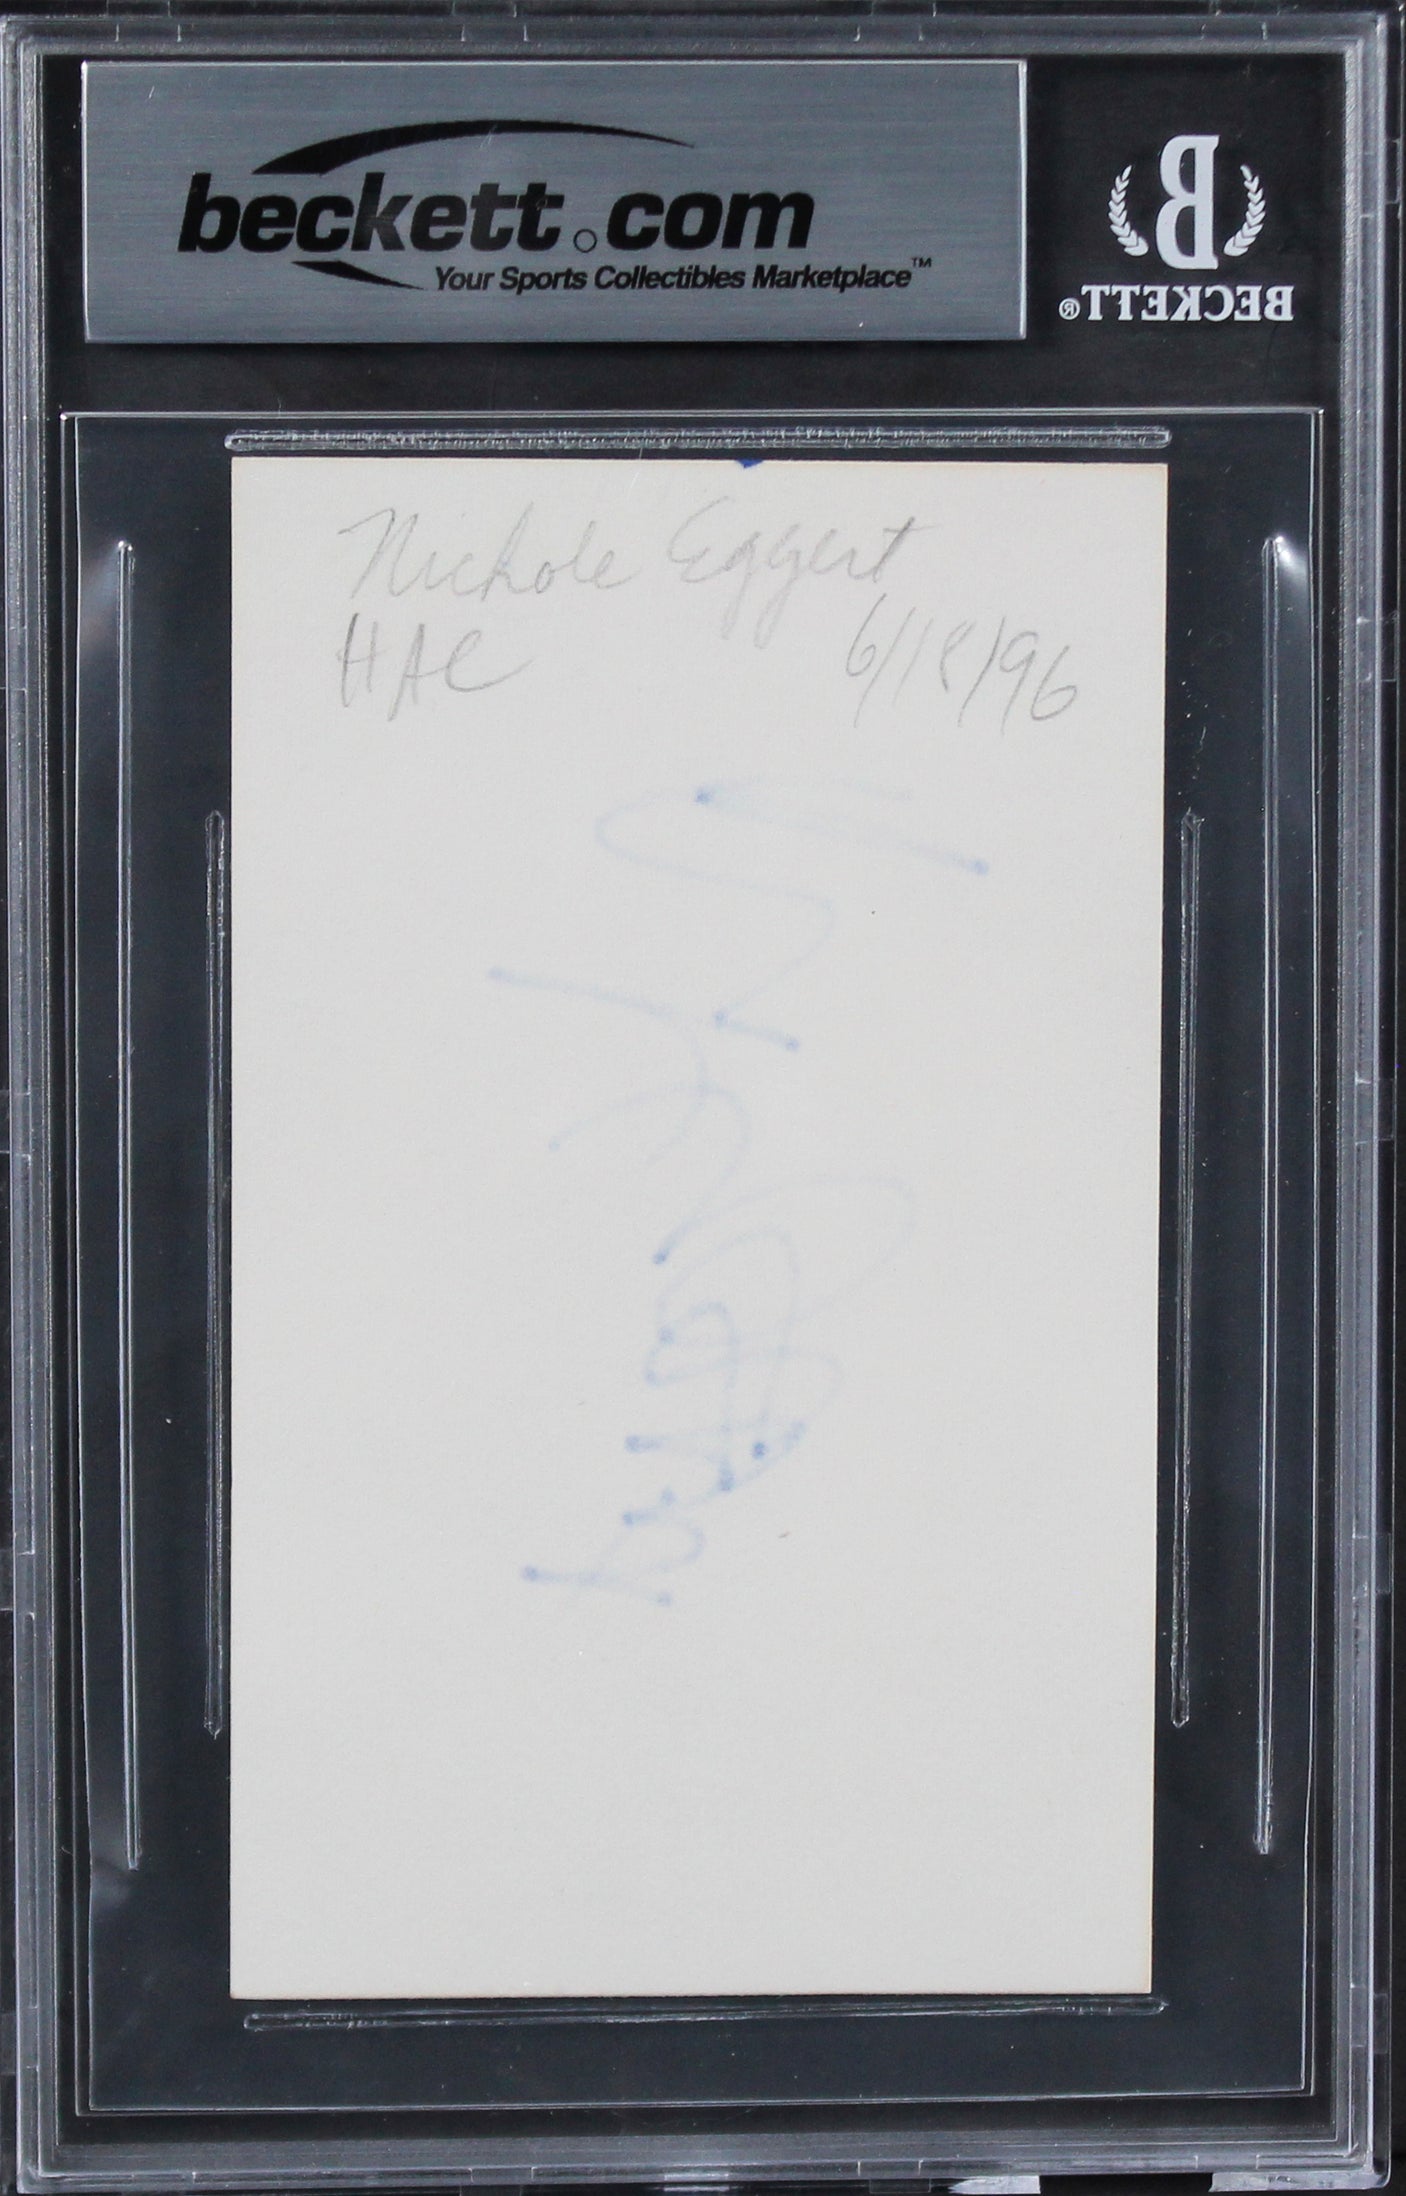 beckett.com
Your Sports Collectibles Marketplace™
BECKETT®
Nichole Eggert
HAC 6/18/96